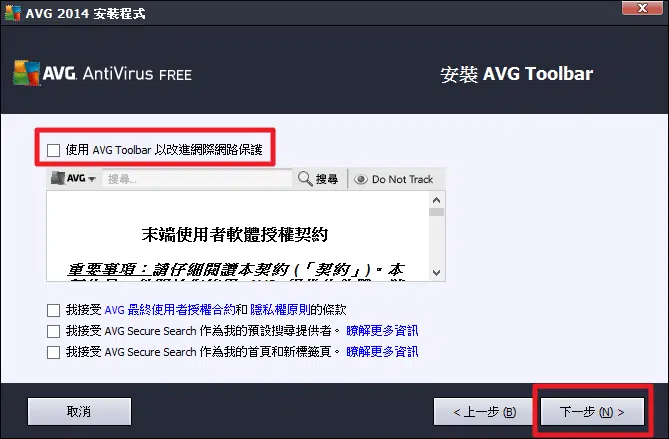 AVG 2014 安裝程式
AVG. AntiVirus FREE
安裝 AVG Toolbar
使用 AVG Toolbar 以改進網際網路保護
AVG 搜尋... 搜尋 Do Not Track
末端使用者軟體授權契約
重要事項：請仔細閱讀本契約 (「契約」)。本
我接受 AVG 最終使用者授權合約和 隱私權原則的條款
我接受 AVG Secure Search 作為我的預設搜尋提供者。 瞭解更多資訊
我接受 AVG Secure Search 作為我的首頁和新標籤頁。 瞭解更多資訊
取消
< 上一步 (B)
下一步 (N) >